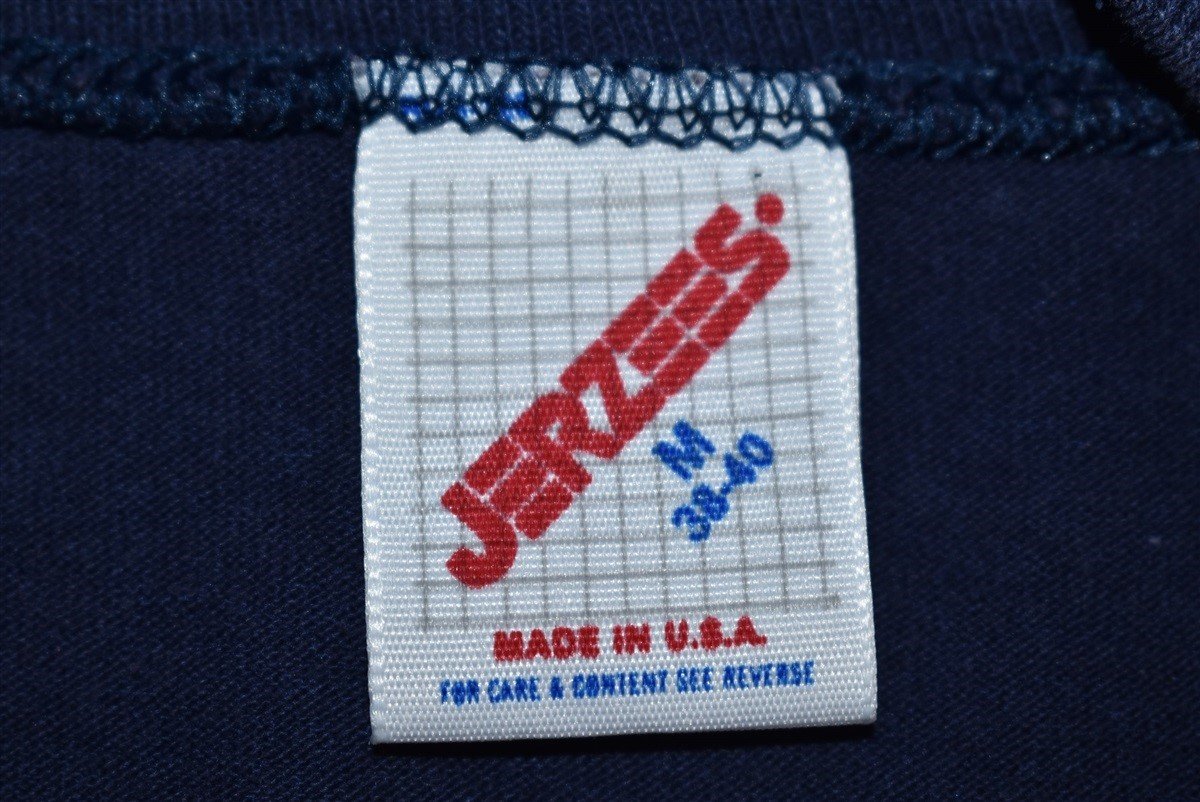 JERZEES.
M
38-40
MADE IN U.S.A.
FOR CARE & CONTENT SEE REVERSE